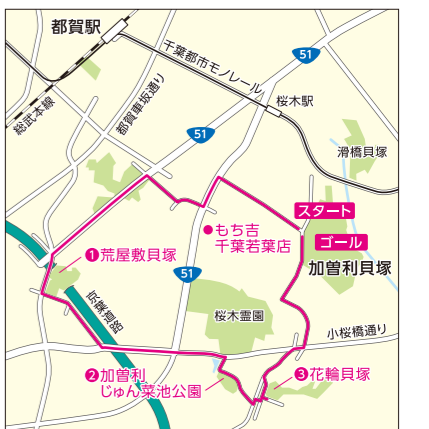 都賀駅
千葉都市モノレール
51
桜木駅
総武本線
都賀車坂通り
51
滑橋貝塚
スタート
もち吉
千葉若葉店
ゴール
加曽利貝塚
❶荒屋敷貝塚
51
京葉道路
桜木霊園
小桜橋通り
❷加曽利
じゅん菜池公園
❸花輪貝塚